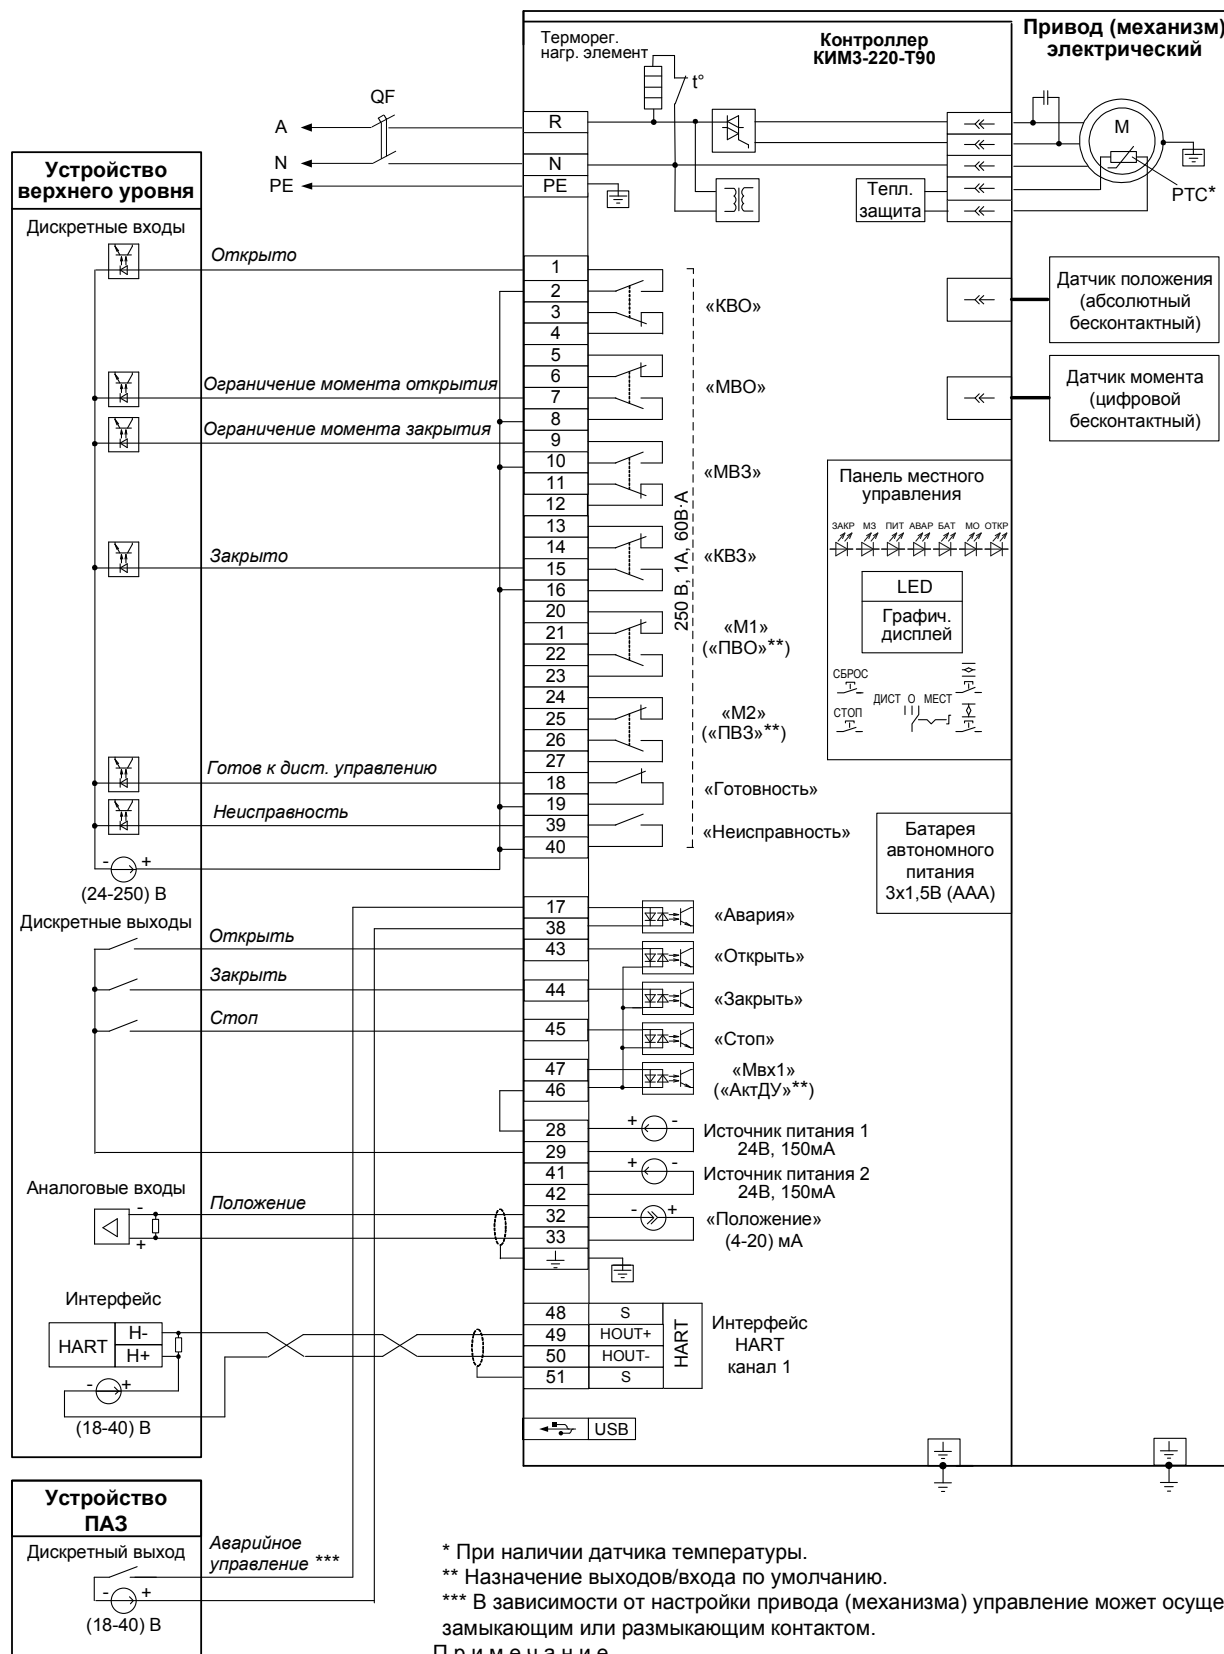 Терморег.
нагр. элемент
Контроллер
КИМ3-220-Т90
Привод (механизм)
электрический
t°
QF
A
R
N
N
PE
PE
M
Тепл.
защита
PTC*
Устройство
верхнего уровня
Дискретные входы
Открыто
1
2
3
4
«КВО»
5
6
7
8
«МВО»
Ограничение момента открытия
Ограничение момента закрытия
9
10
11
12
«МВЗ»
13
14
15
16
«КВЗ»
Закрыто
20
21
22
23
«М1»
(«ПВО»**)
24
25
26
27
«М2»
(«ПВЗ»**)
Готов к дист. управлению
18
19
«Готовность»
Неисправность
39
40
«Неисправность»
250 В, 1А, 60В·А
- +
(24-250) В
Датчик положения
(абсолютный
бесконтактный)
Датчик момента
(цифровой
бесконтактный)
Панель местного
управления
ЗАКР МЗ ПИТ АВАР БАТ МО ОТКР
LED
Графич.
дисплей
СБРОС
ДИСТ О МЕСТ
СТОП
Батарея
автономного
питания
3х1,5В (ААА)
Дискретные выходы
17
38
«Авария»
Открыть
43
«Открыть»
Закрыть
44
«Закрыть»
Стоп
45
«Стоп»
47
46
«Мвх1»
(«АктДУ»**)
28
29
+ -
Источник питания 1
24В, 150мА
41
42
+ -
Источник питания 2
24В, 150мА
Аналоговые входы
Положение
-
+
32
33
- +
«Положение»
(4-20) мА
Интерфейс
HART
H-
H+
- +
(18-40) В
48 S
49 HOUT+
50 HOUT-
51 S
HART
Интерфейс
HART
канал 1
USB
Устройство
ПАЗ
Дискретный выход
Аварийное
управление ***
- +
(18-40) В
* При наличии датчика температуры.
** Назначение выходов/входа по умолчанию.
*** В зависимости от настройки привода (механизма) управление может осуще
замыкающим или размыкающим контактом.
П р и м е ч а н и е